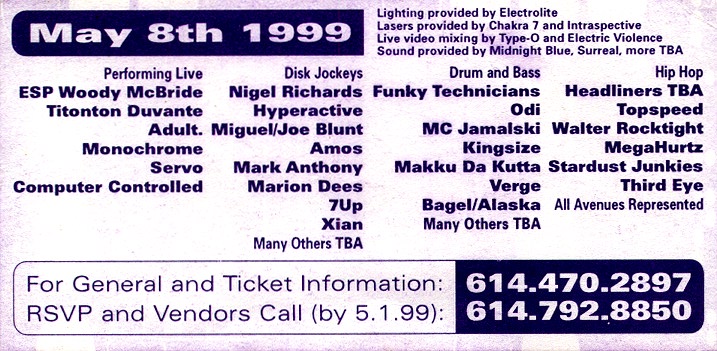 May 8th 1999
Lighting provided by Electrolite
Lasers provided by Chakra 7 and Intraspective
Live video mixing by Type-O and Electric Violence
Sound provided by Midnight Blue, Surreal, more TBA
Performing Live
ESP Woody McBride
Titonton Duvante
Adult.
Monochrome
Servo
Computer Controlled
Disk Jockeys
Nigel Richards
Hyperactive
Miguel/Joe Blunt
Amos
Mark Anthony
Marion Dees
7Up
Xian
Many Others TBA
Drum and Bass
Funky Technicians
Odi
MC Jamalski
Kingsize
Makku Da Kutta
Verge
Bagel/Alaska
Many Others TBA
Hip Hop
Headliners TBA
Topspeed
Walter Rocktight
MegaHurtz
Stardust Junkies
Third Eye
All Avenues Represented
For General and Ticket Information: 614.470.2897
RSVP and Vendors Call (by 5.1.99): 614.792.8850